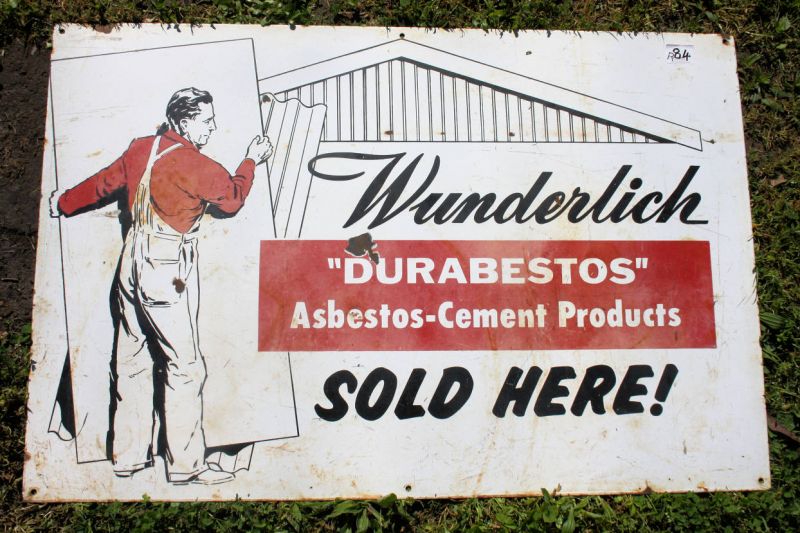 R84
Wunderlich
"DURABESTOS"
Asbestos-Cement Products
SOLD HERE!